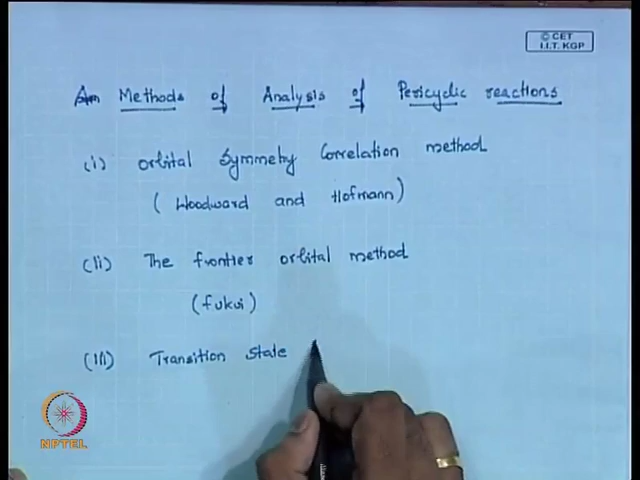 © CET
I.I.T. KGP
Methods of Analysis of Pericyclic reactions
(i) orbital Symmetry Correlation method
(Woodward and Hofmann)
(ii) The frontier orbital method
(fukui)
(iii) Transition state
NPTEL